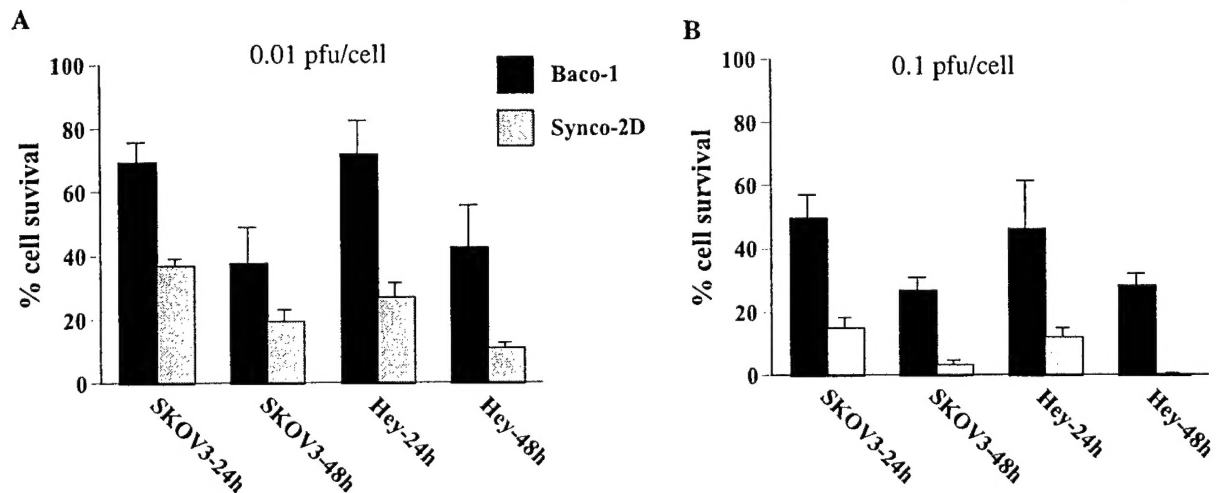 A
0.01 pfu/cell
Baco-1
Synco-2D
% cell suvival
100
80
60
40
20
0
SKOV3-24h
SKOV3-48h
Hey-24h
Hey-48h
B
0.1 pfu/cell
% cell survival
100
80
60
40
20
0
SKOV3-24h
SKOV3-48h
Hey-24h
Hey-48h